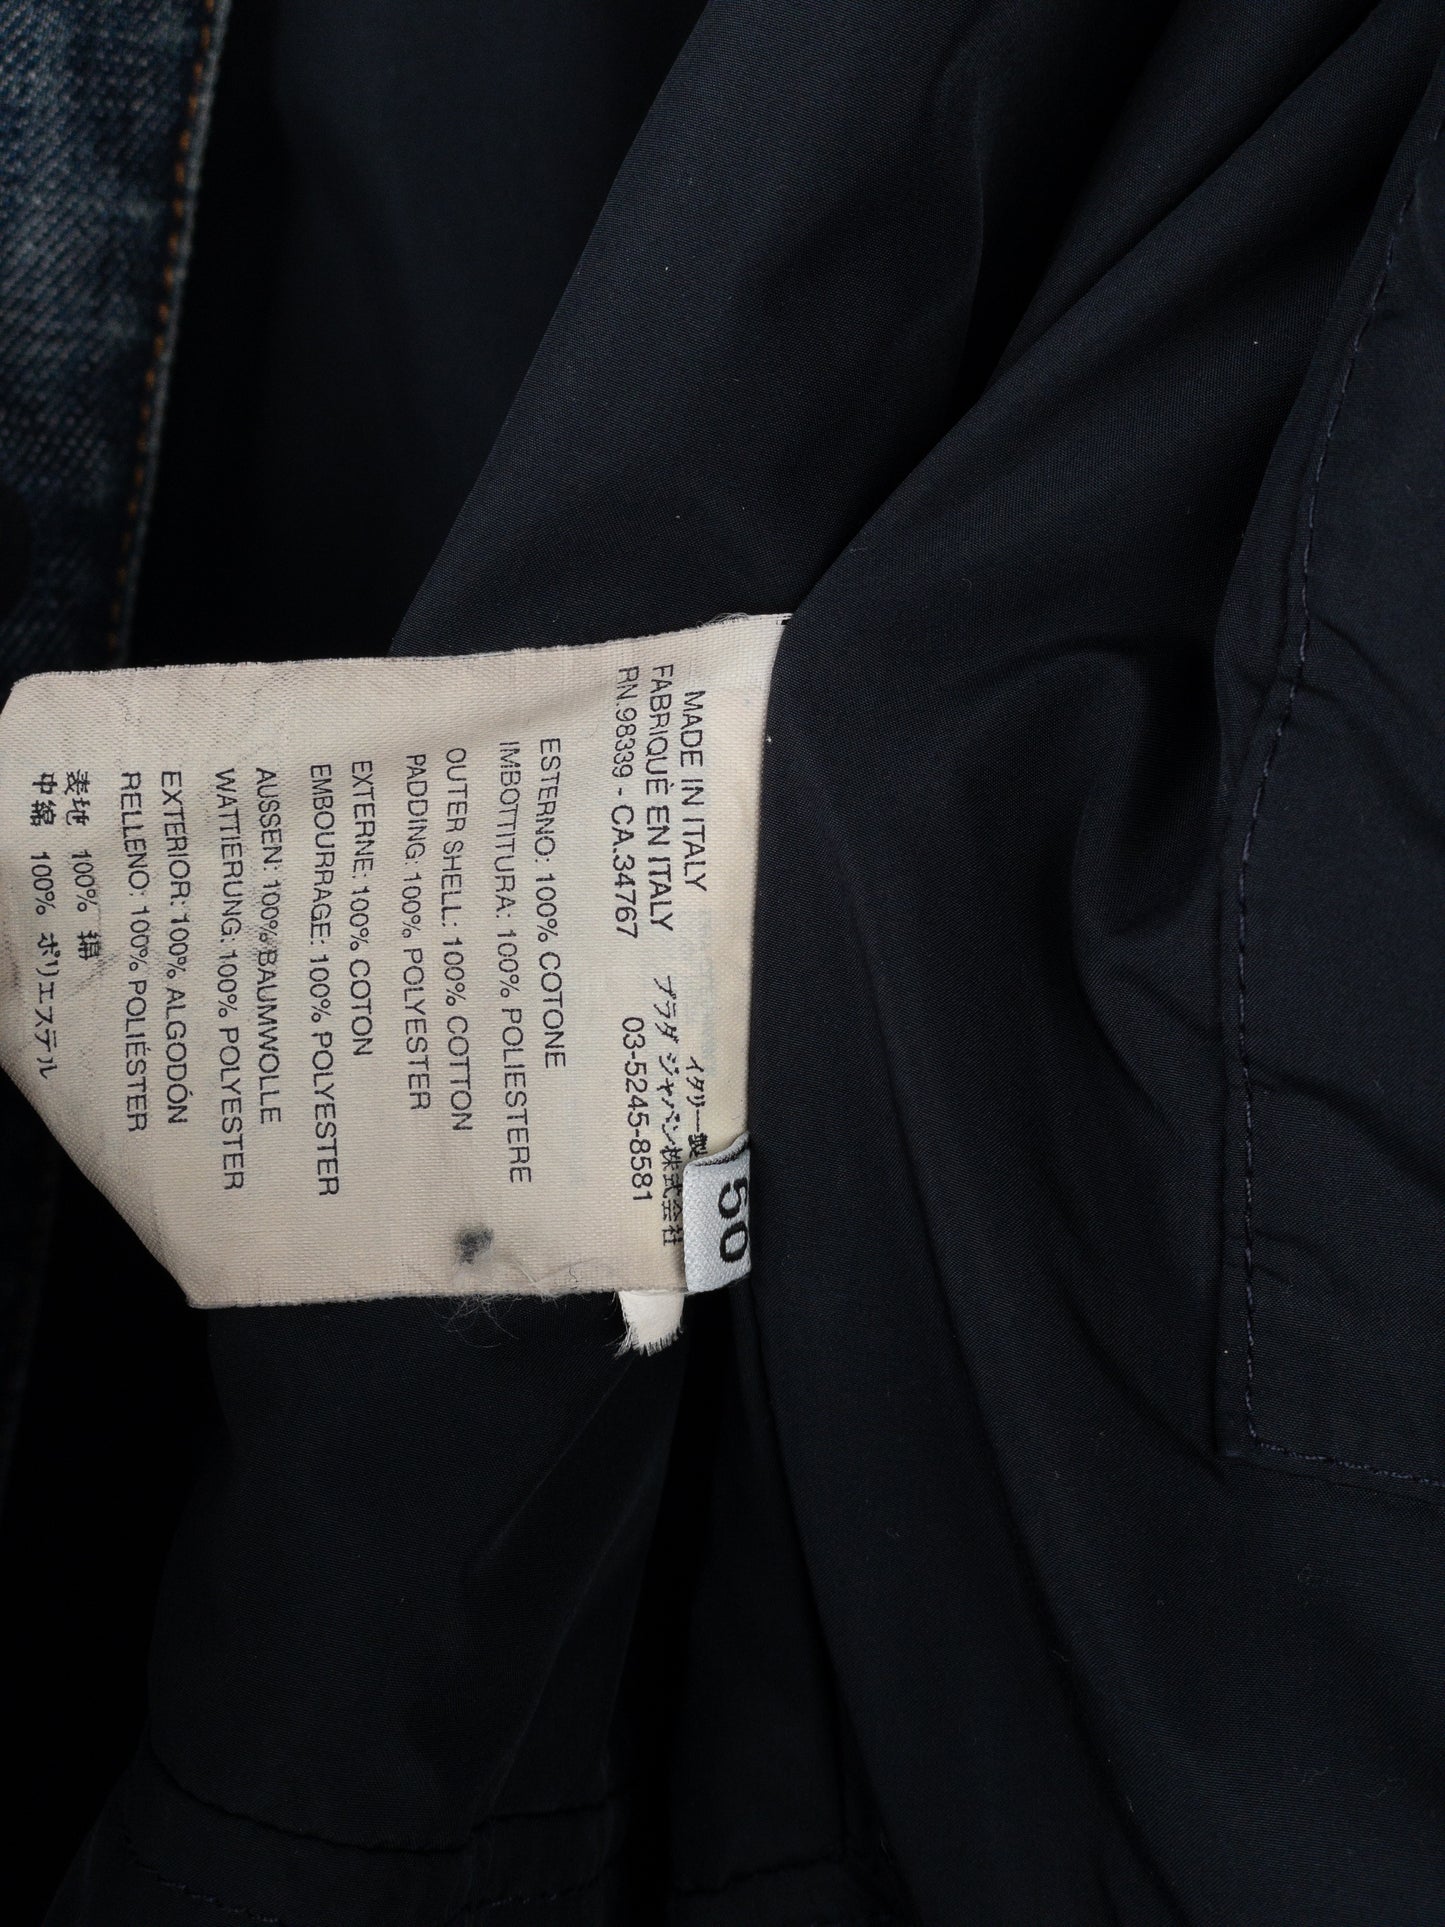 MADE IN ITALY イタリー製
FABRIQUÈ EN ITALY プラダ ジャパン株式会社
RN.98339 - CA.34767 03-5245-8581
50
ESTERNO: 100% COTONE
IMBOTTITURA: 100% POLIESTERE
OUTER SHELL: 100% COTTON
PADDING: 100% POLYESTER
EXTERNE: 100% COTON
EMBOURRAGE: 100% POLYESTER
AUSSEN: 100% BAUMWOLLE
WATTIERUNG: 100% POLYESTER
EXTERIOR: 100% ALGODÓN
RELLENO: 100% POLIÉSTER
表地 100% 綿
中綿 100% ポリエステル